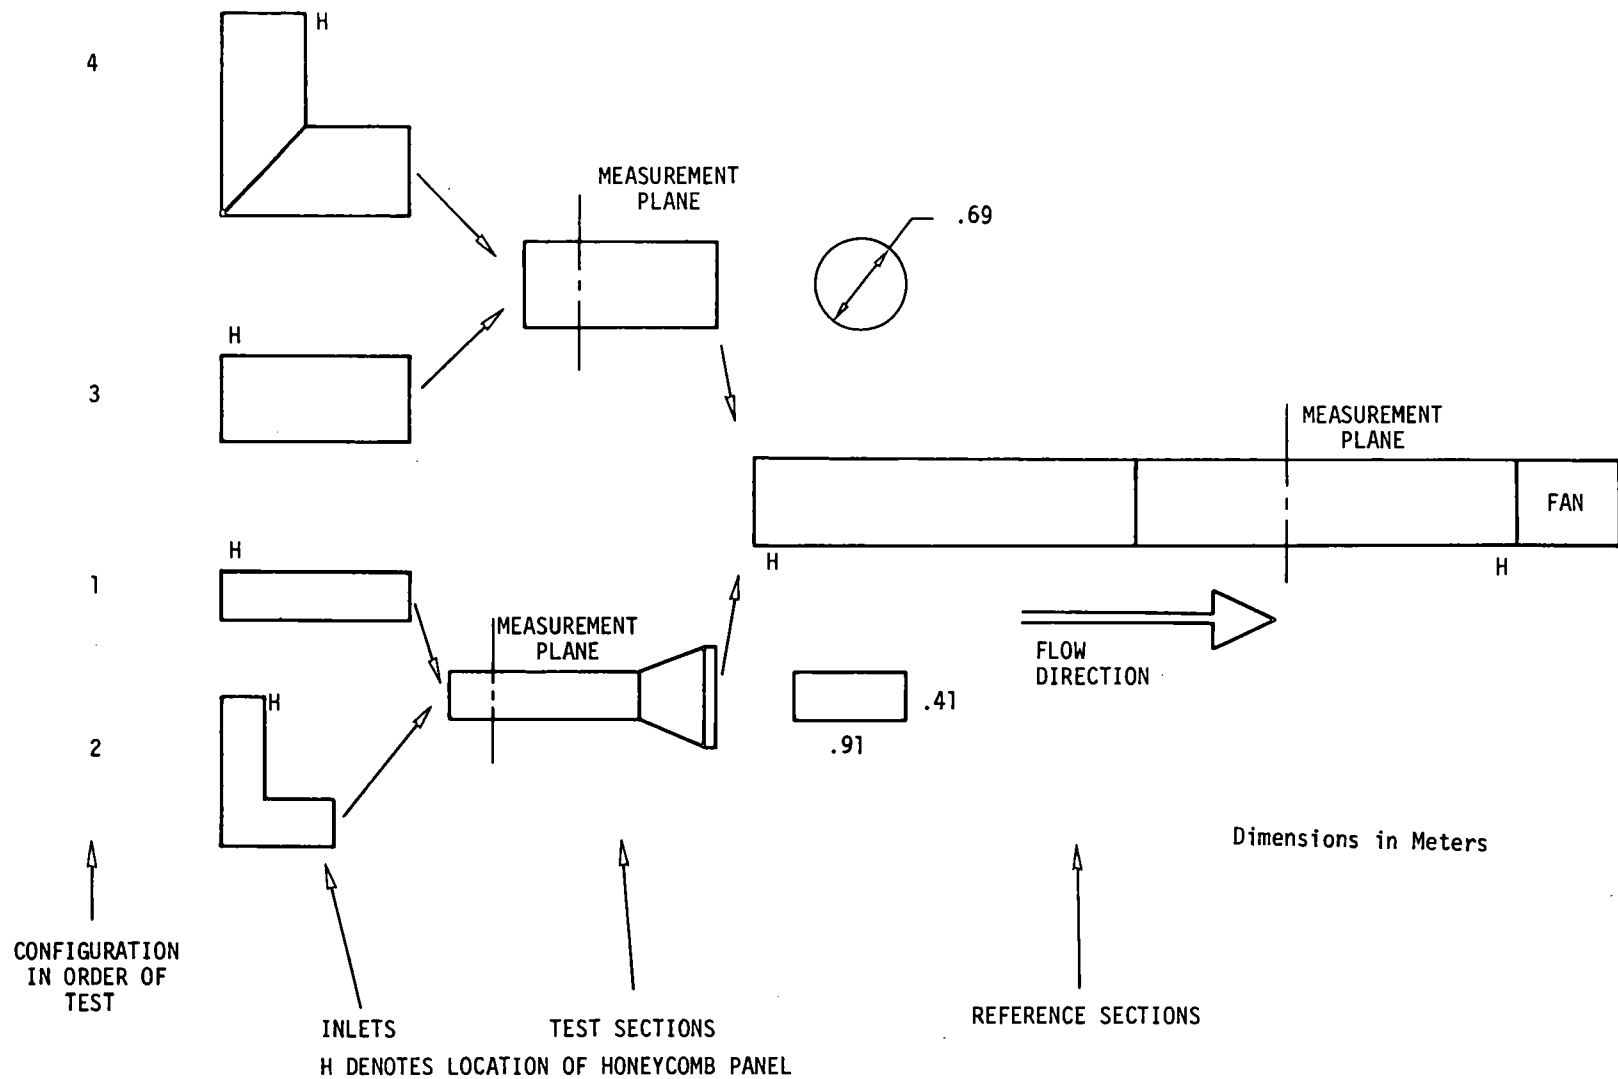 H
4
MEASUREMENT
PLANE
.69
H
3
MEASUREMENT
PLANE
FAN
H
H
H
1
MEASUREMENT
PLANE
FLOW
DIRECTION
H
.41
.91
2
Dimensions in Meters
CONFIGURATION
IN ORDER OF
TEST
INLETS
TEST SECTIONS
REFERENCE SECTIONS
H DENOTES LOCATION OF HONEYCOMB PANEL